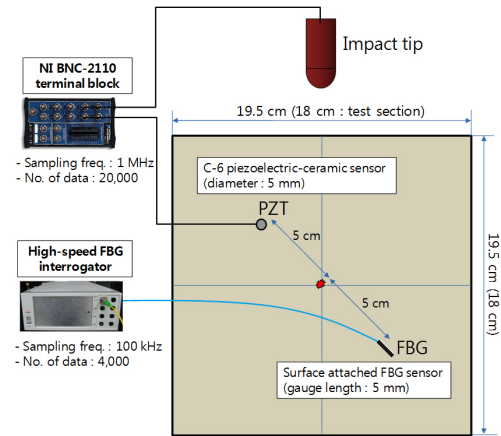 NI BNC-2110
terminal block
Impact tip
19.5 cm (18 cm : test section)
- Sampling freq. : 1 MHz
- No. of data : 20,000
C-6 piezoelectric-ceramic sensor
(diameter : 5 mm)
PZT
5 cm
High-speed FBG
interrogator
19.5 cm (18 cm)
5 cm
- Sampling freq. : 100 kHz
- No. of data : 4,000
FBG
Surface attached FBG sensor
(gauge length : 5 mm)